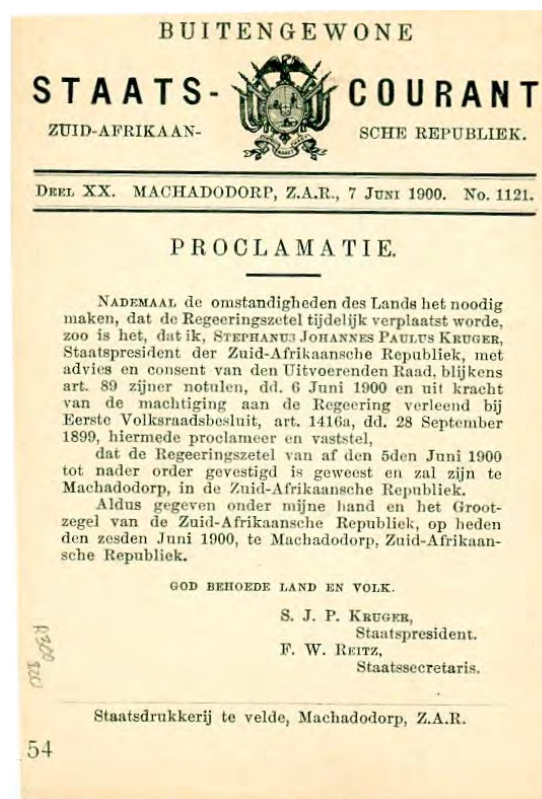 BUITENGEWONE
STAATS- COURANT
ZUID-AFRIKAAN- SCHE REPUBLIEK.
DEEL XX. MACHADODORP, Z.A.R., 7 JUNI 1900. No. 1121.
PROCLAMATIE.
NADEMAAL de omstandigheden des Lands het noodig
maken, dat de Regeeringszetel tijdelijk verplaatst worde,
zoo is het, dat ik, STEPHANUS JOHANNES PAULUS KRUGER,
Staatspresident der Zuid-Afrikaansche Republiek, met
advies en consent van den Uitvoerenden Raad, blijkens
art. 89 zijner notulen, dd. 6 Juni 1900 en uit kracht
van de machtiging aan de Regeering verleend bij
Eerste Volksraadsbesluit, art. 1416a, dd. 28 September
1899, hiermede proclameer en vaststel,
dat de Regeeringszetel van af den 5den Juni 1900
tot nader order gevestigd is geweest en zal zijn te
Machadodorp, in de Zuid-Afrikaansche Republiek.
Aldus gegeven onder mijne hand en het Groot-
zegel van de Zuid-Afrikaansche Republiek, op heden
den zesden Juni 1900, te Machadodorp, Zuid-Afrikaan-
sche Republiek.
GOD BEHOEDE LAND EN VOLK.
S. J. P. KRUGER,
Staatspresident.
F. W. REITZ,
Staatssecretaris.
R300
Staatsdrukkerij te velde, Machadodorp, Z.A.R.
54